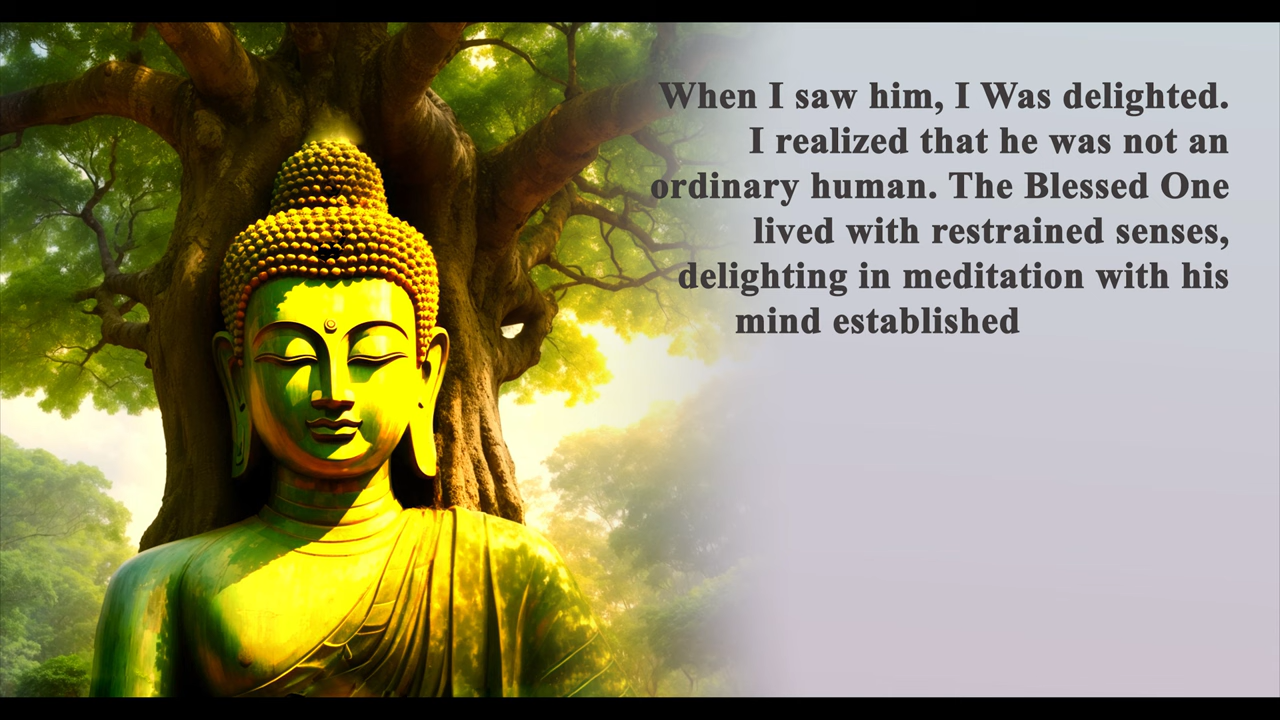 When I saw him, I Was delighted.
I realized that he was not an
ordinary human. The Blessed One
lived with restrained senses,
delighting in meditation with his
mind established